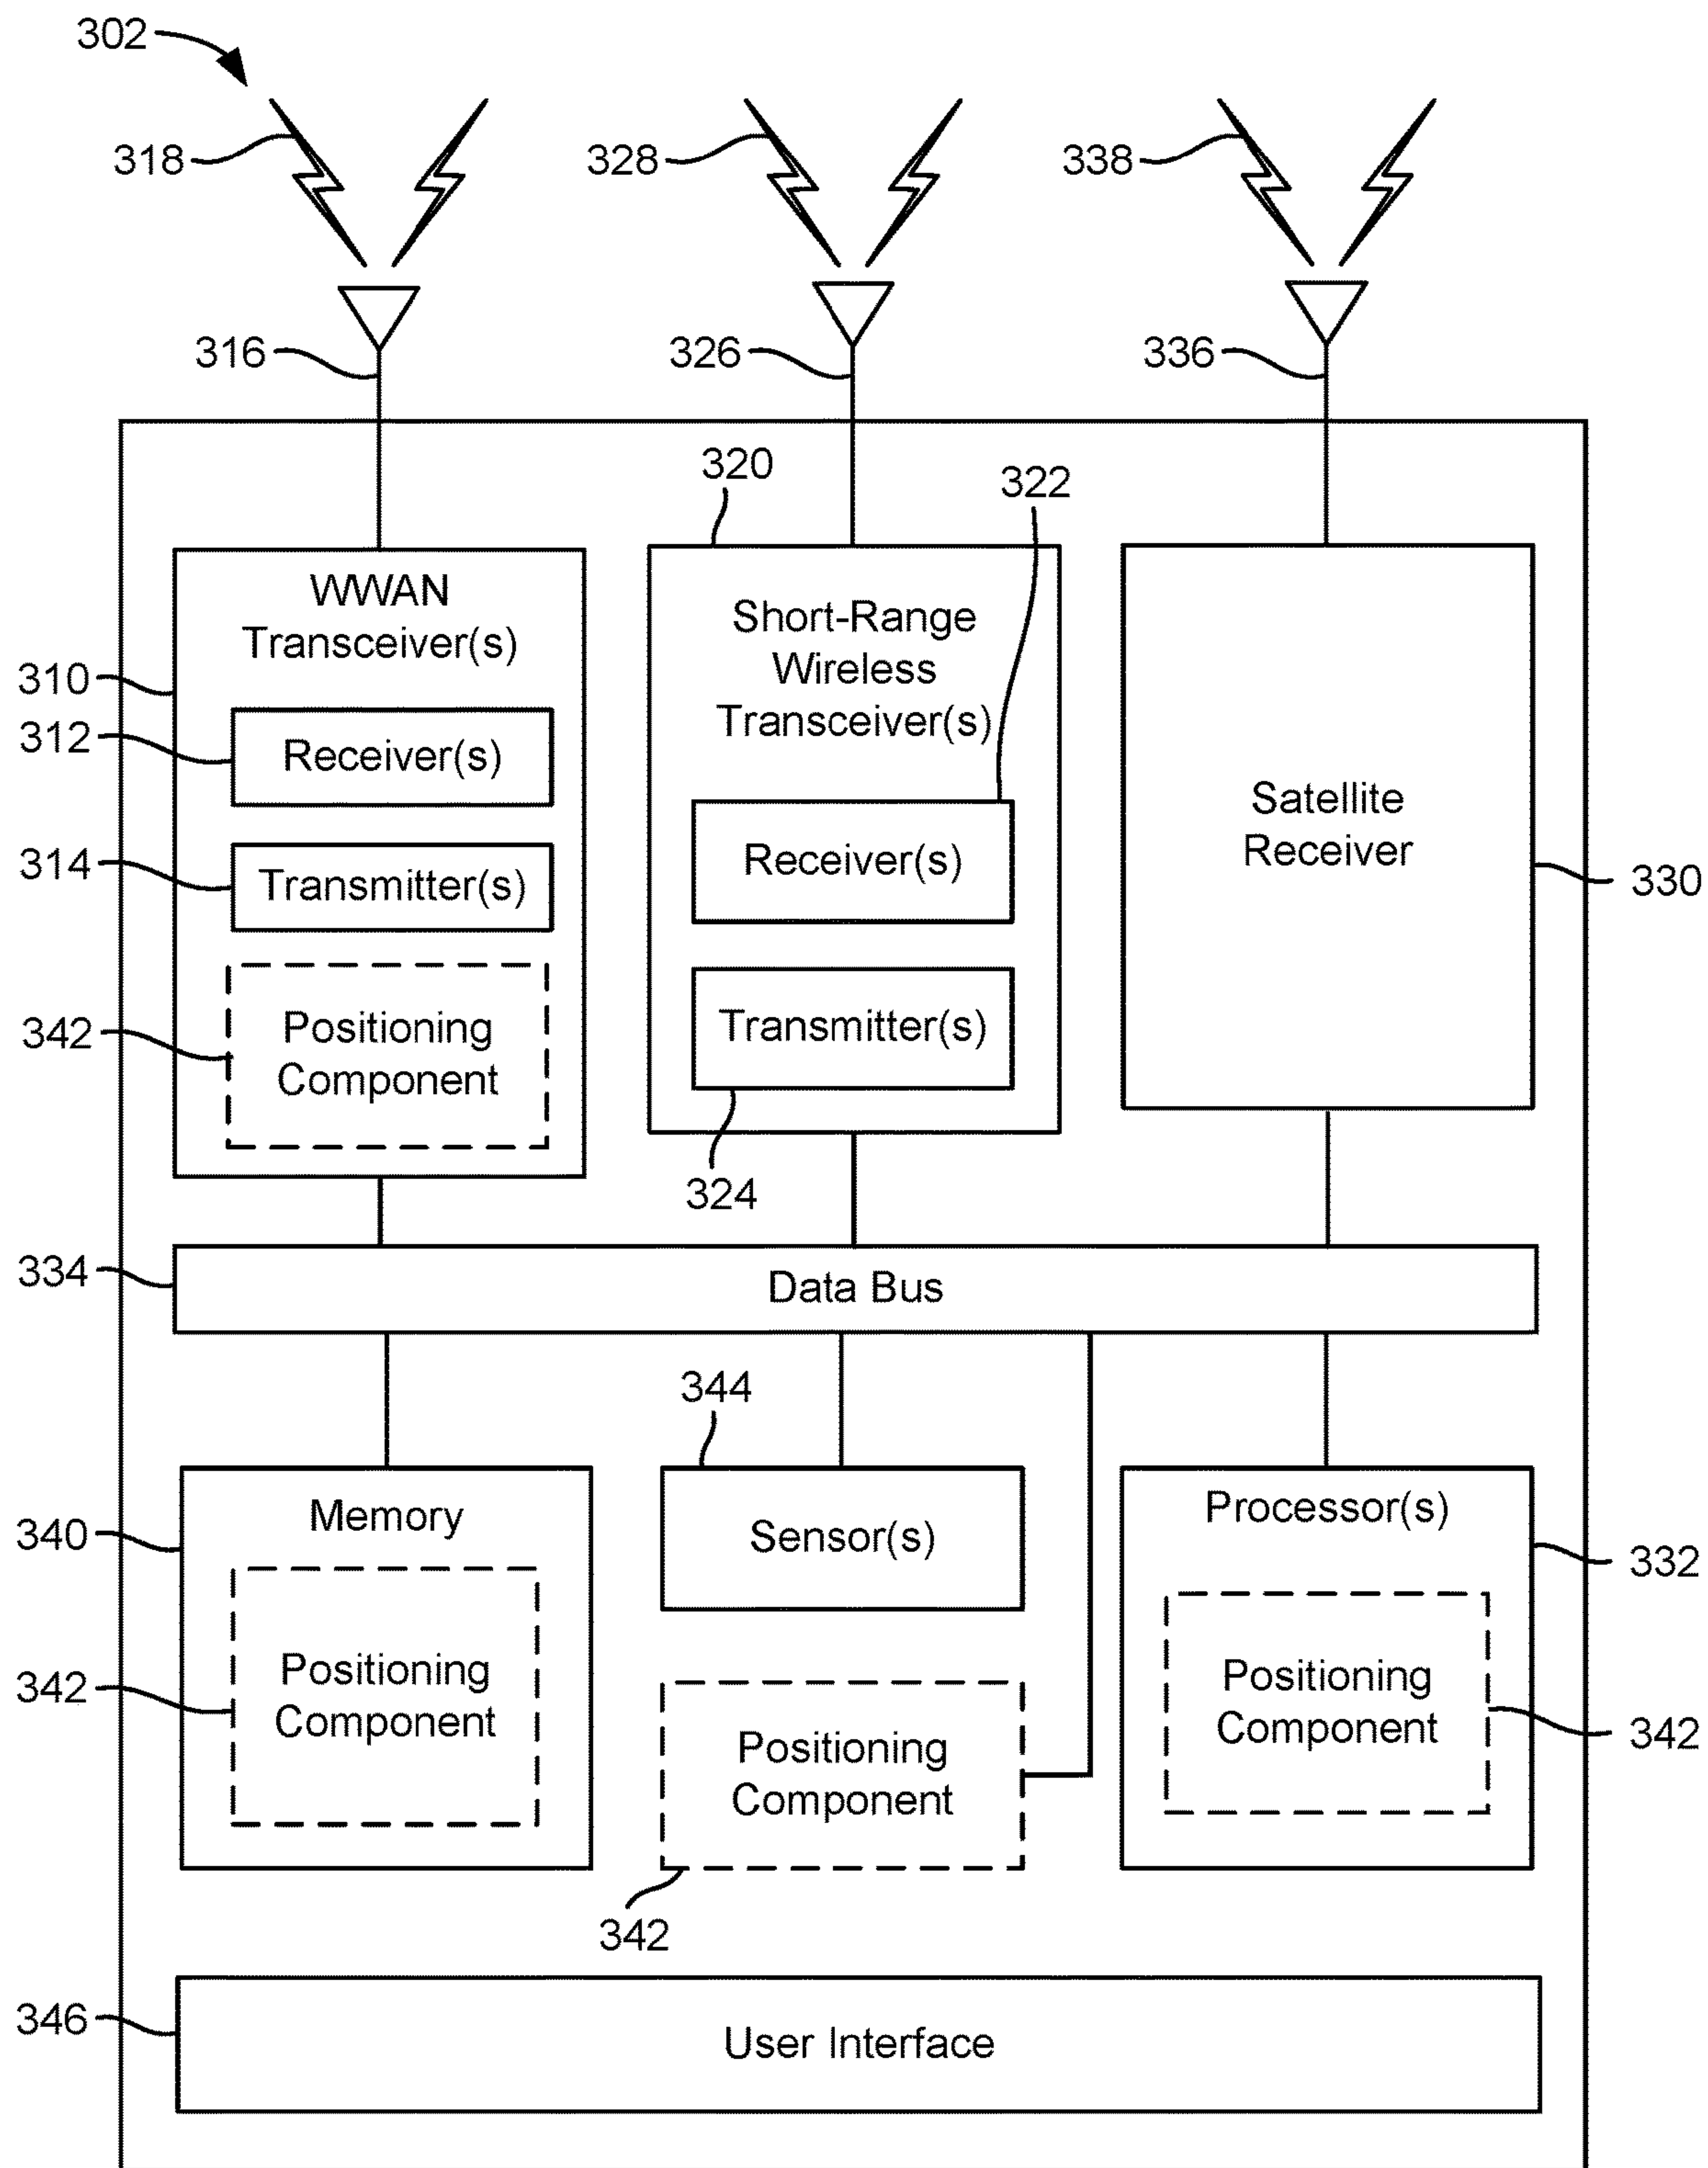 302
318
328
338
316
326
336
320
322
WWAN
Transceiver(s)
Short-Range
Wireless
Transceiver(s)
310
312
Receiver(s)
Satellite
Receiver
314
Transmitter(s)
Receiver(s)
330
342
Positioning
Component
Transmitter(s)
324
334
Data Bus
344
340
Memory
Sensor(s)
Processor(s)
332
342
Positioning
Component
Positioning
Component
Positioning
Component
342
342
346
User Interface